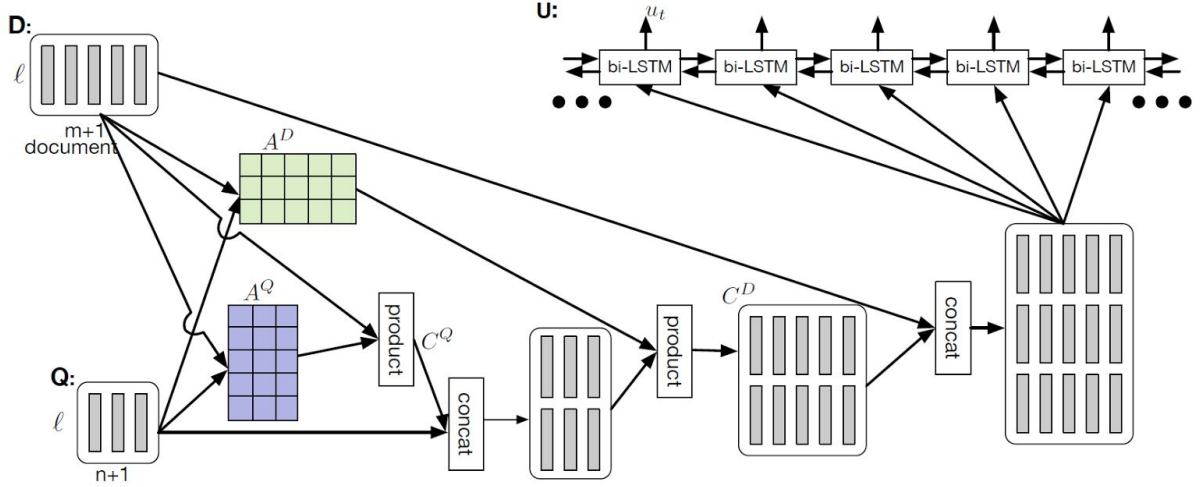 D:
ℓ
m+1
document
U:
u_t
bi-LSTM
bi-LSTM
bi-LSTM
bi-LSTM
bi-LSTM
A^D
A^Q
product
C^Q
Q:
ℓ
n+1
concat
product
C^D
concat